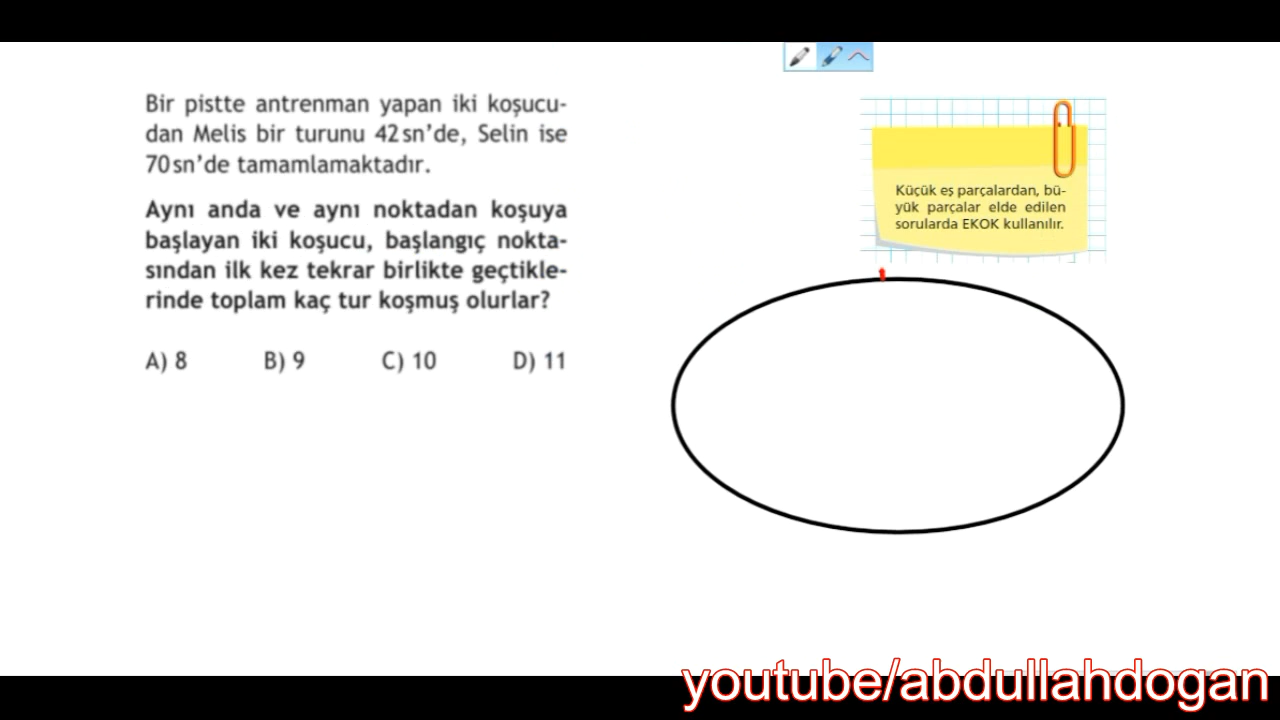 Bir pistte antrenman yapan iki koşucu-
dan Melis bir turunu 42 sn'de, Selin ise
70 sn'de tamamlamaktadır.
Aynı anda ve aynı noktadan koşuya
başlayan iki koşucu, başlangıç nokta-
sından ilk kez tekrar birlikte geçtikle-
rinde toplam kaç tur koşmuş olurlar?
A) 8 B) 9 C) 10 D) 11
Küçük eş parçalardan, bü-
yük parçalar elde edilen
sorularda EKOK kullanılır.
youtube/abdullahdogan